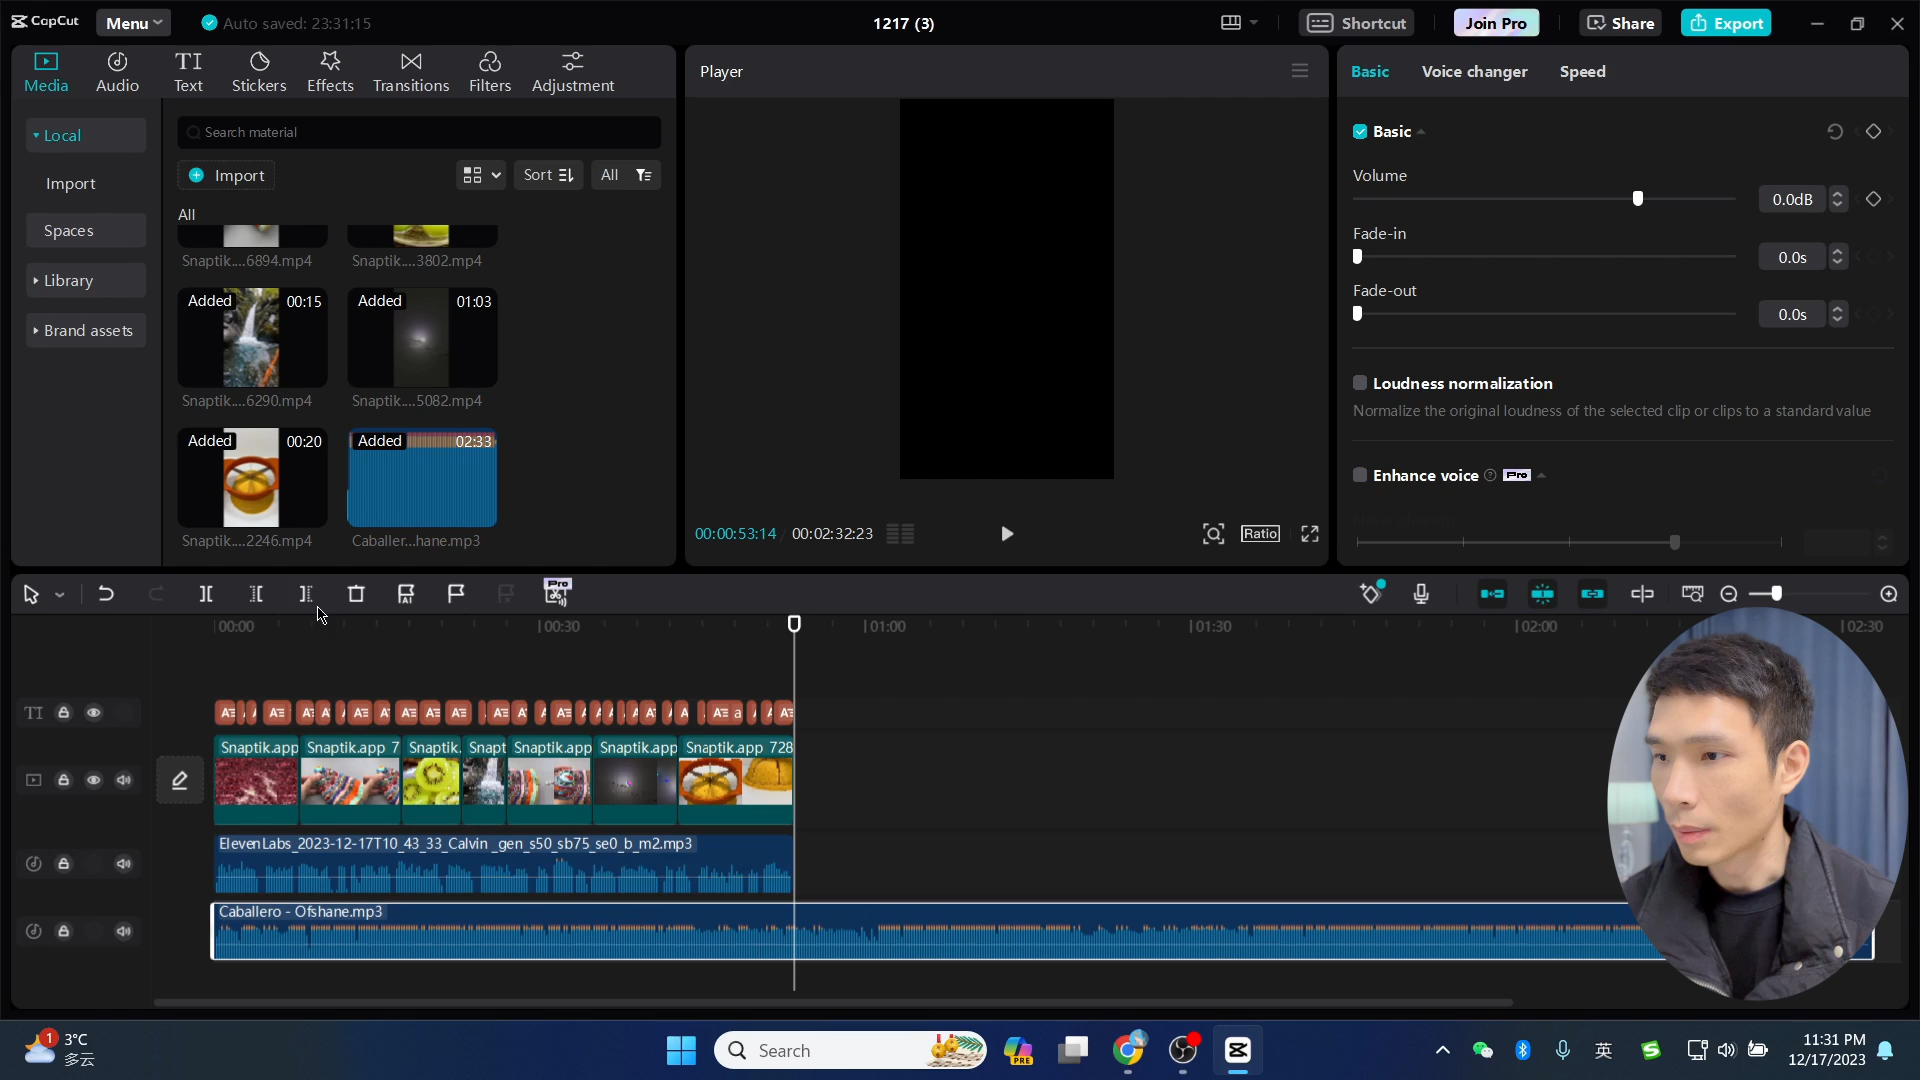 CapCut
Menu
Auto saved: 23:31:15
1217 (3)
Shortcut
Join Pro
Share
Export
Media
Audio
Text
Stickers
Effects
Transitions
Filters
Adjustment
Player
Basic
Voice changer
Speed
Local
Import
Spaces
Library
Brand assets
Search material
Import
Sort
All
All
Snaptik....6894.mp4
Snaptik....3802.mp4
Added 00:15
Added 01:03
Snaptik....6290.mp4
Snaptik....5082.mp4
Added 00:20
Added 02:33
Snaptik....2246.mp4
Caballer...hane.mp3
00:00:53:14 00:02:32:23
Ratio
Basic
Volume
0.0dB
Fade-in
0.0s
Fade-out
0.0s
Loudness normalization
Normalize the original loudness of the selected clip or clips to a standard value
Enhance voice Pro
Pro
00:00
00:30
01:00
01:30
02:00
02:30
Snaptik.app
Snaptik.app 7
Snaptik.
Snapt
Snaptik.app
Snaptik.app
Snaptik.app 728
ElevenLabs_2023-12-17T10_43_33_Calvin _gen_s50_sb75_se0_b_m2.mp3
Caballero - Ofshane.mp3
1
3°C
多云
Search
PRE
英
11:31 PM
12/17/2023